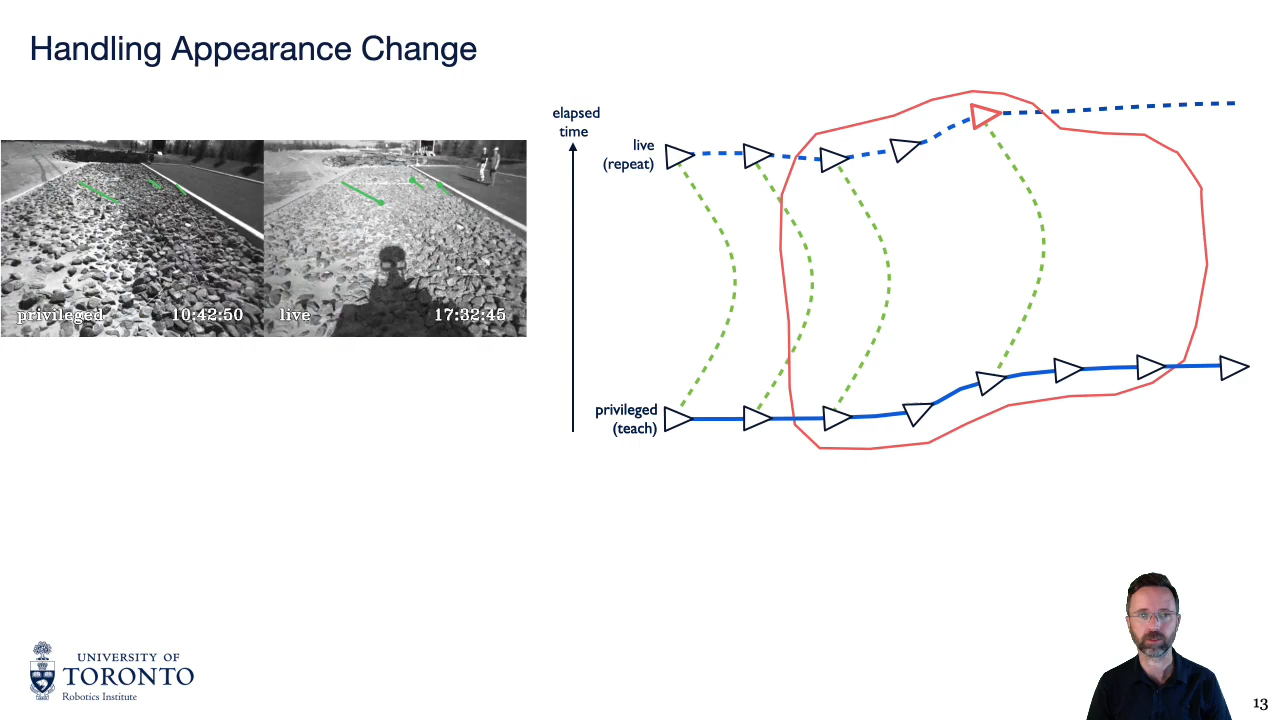 Handling Appearance Change
privileged 10:42:50
live 17:32:45
elapsed
time
live
(repeat)
privileged
(teach)
UNIVERSITY OF
TORONTO
Robotics Institute
13